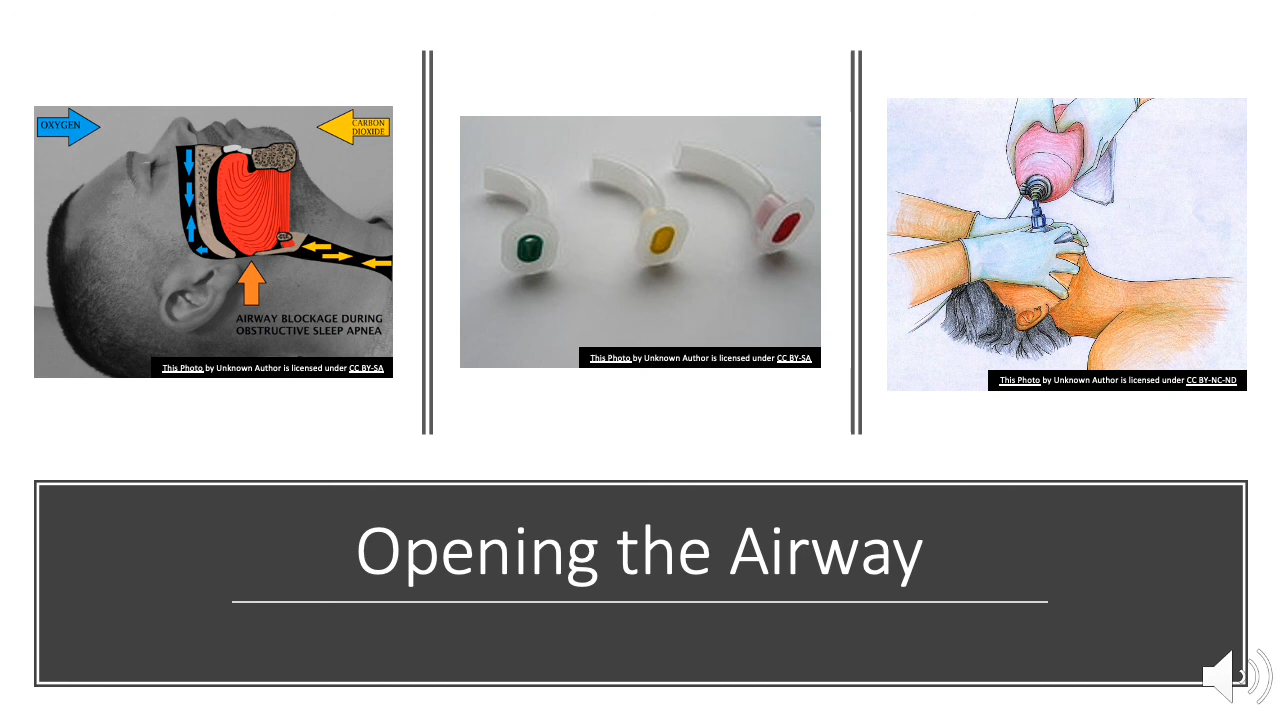 OXYGEN
CARBON
DIOXIDE
AIRWAY BLOCKAGE DURING
OBSTRUCTIVE SLEEP APNEA
This Photo by Unknown Author is licensed under CC BY-SA
This Photo by Unknown Author is licensed under CC BY-SA
This Photo by Unknown Author is licensed under CC BY-NC-ND
Opening the Airway